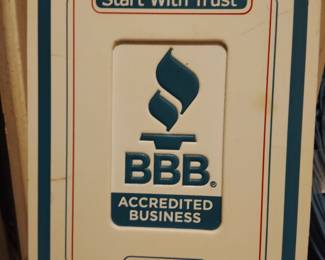 Start With Trust
BBB®
ACCREDITED
BUSINESS